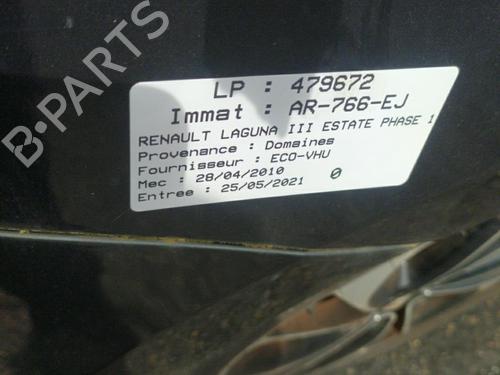 B-PARTS
LP : 479672
Immat : AR-766-EJ
RENAULT LAGUNA III ESTATE PHASE 1
Provenance : Domaines
Fournisseur : ECO-VHU
Mec : 28/04/2010
Entree : 25/05/2021 0